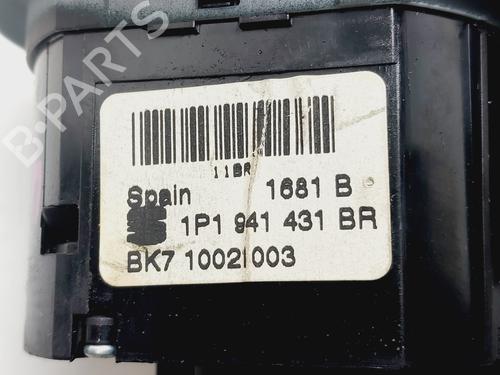 B-PARTS
11BR
Spain 1681 B
1P1 941 431 BR
BK7 10021003